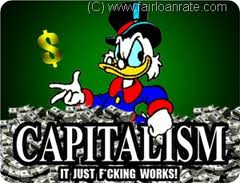 (c) www.fairloanrate.com
$
CAPITALISM
IT JUST F*CKING WORKS!